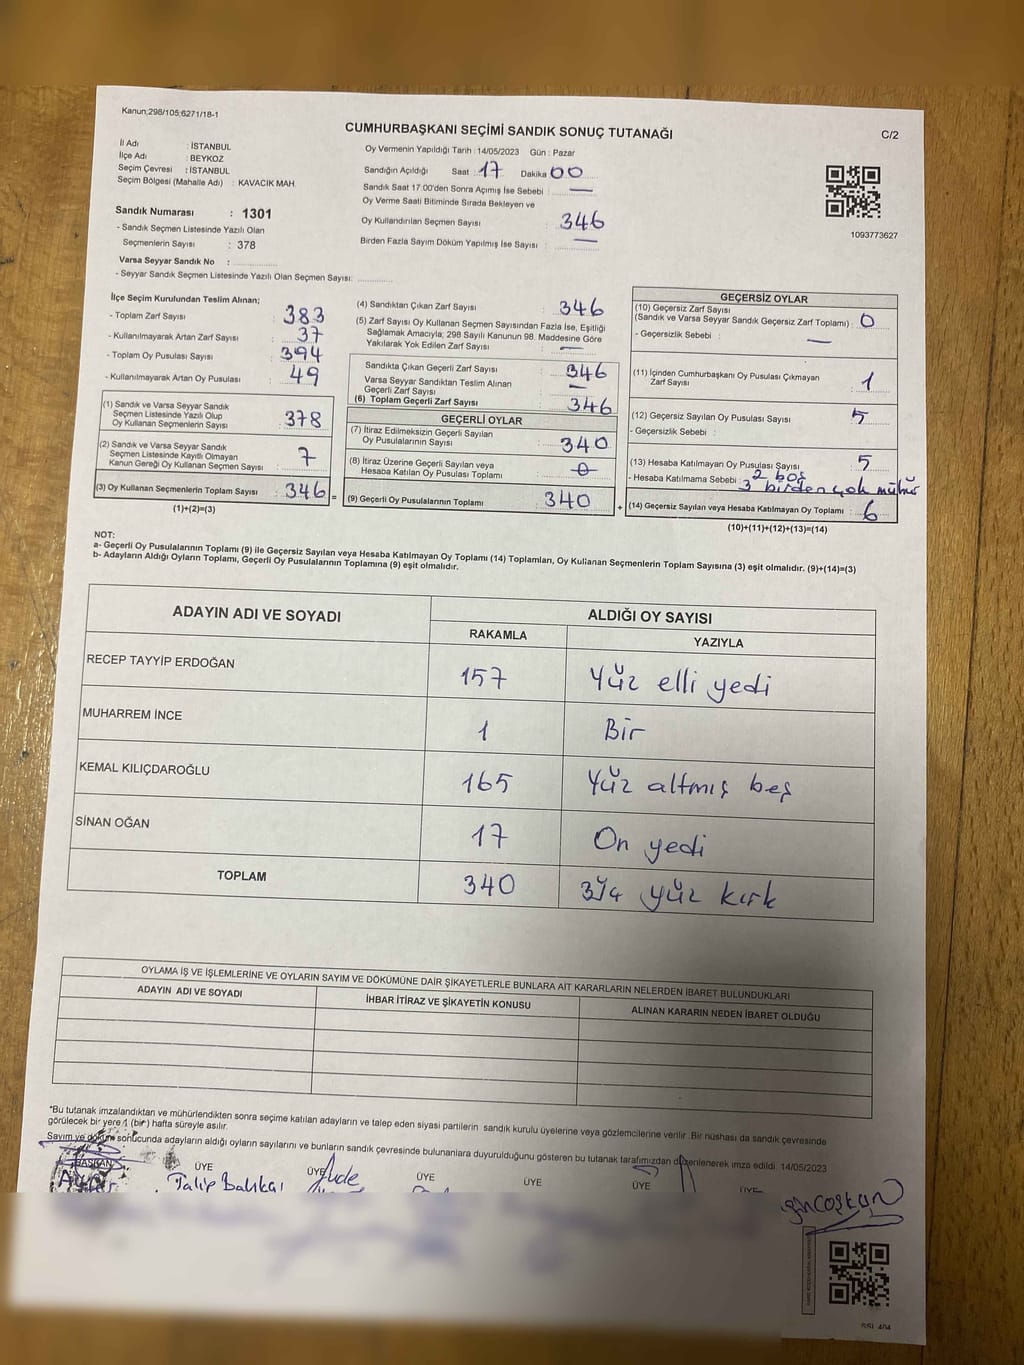 Kanun;298/105;6271/18-1
CUMHURBAŞKANI SEÇİMİ SANDIK SONUÇ TUTANAĞI
C/2
İl Adı : İSTANBUL
İlçe Adı : BEYKOZ
Seçim Çevresi : İSTANBUL
Seçim Bölgesi (Mahalle Adı) : KAVACIK MAH.
Sandık Numarası : 1301
- Sandık Seçmen Listesinde Yazılı Olan
Seçmenlerin Sayısı : 378
Varsa Seyyar Sandık No :
- Seyyar Sandık Seçmen Listesinde Yazılı Olan Seçmen Sayısı:
Oy Vermenin Yapıldığı Tarih : 14/05/2023 Gün : Pazar
Sandığın Açıldığı Saat : 17 Dakika 00
Sandık Saat 17.00'den Sonra Açımış İse Sebebi : —
Oy Verme Saati Bitiminde Sırada Bekleyen ve
Oy Kullandırılan Seçmen Sayısı : 346
Birden Fazla Sayım Döküm Yapılmış İse Sayısı : —
1093773627
İlçe Seçim Kurulundan Teslim Alınan;
- Toplam Zarf Sayısı : 383
- Kullanılmayarak Artan Zarf Sayısı : 37
- Toplam Oy Pusulası Sayısı : 394
- Kullanılmayarak Artan Oy Pusulası : 49
(1) Sandık ve Varsa Seyyar Sandık
Seçmen Listesinde Yazılı Olup
Oy Kullanan Seçmenlerin Sayısı : 378
(2) Sandık ve Varsa Seyyar Sandık
Seçmen Listesinde Kayıtlı Olmayan
Kanun Gereği Oy Kullanan Seçmen Sayısı : 7
(3) Oy Kullanan Seçmenlerin Toplam Sayısı : 346 =
(1)+(2)=(3)
(4) Sandıktan Çıkan Zarf Sayısı : 346
(5) Zarf Sayısı Oy Kullanan Seçmen Sayısından Fazla İse, Eşitliği
Sağlamak Amacıyla; 298 Sayılı Kanunun 98. Maddesine Göre
Yakılarak Yok Edilen Zarf Sayısı : —
Sandıkta Çıkan Geçerli Zarf Sayısı : 346
Varsa Seyyar Sandıktan Teslim Alınan
Geçerli Zarf Sayısı : —
(6) Toplam Geçerli Zarf Sayısı : 346
GEÇERLİ OYLAR
(7) İtiraz Edilmeksizin Geçerli Sayılan
Oy Pusulalarının Sayısı : 340
(8) İtiraz Üzerine Geçerli Sayılan veya
Hesaba Katılan Oy Pusulası Toplamı : 0
(9) Geçerli Oy Pusulalarının Toplamı : 340 +
GEÇERSİZ OYLAR
(10) Geçersiz Zarf Sayısı
(Sandık ve Varsa Seyyar Sandık Geçersiz Zarf Toplamı) : 0
- Geçersizlik Sebebi : —
(11) İçinden Cumhurbaşkanı Oy Pusulası Çıkmayan
Zarf Sayısı : 1
(12) Geçersiz Sayılan Oy Pusulası Sayısı : 5
- Geçersizlik Sebebi :
(13) Hesaba Katılmayan Oy Pusulası Sayısı : 5
- Hesaba Katılmama Sebebi : 2 boş
3 birden çok mühür
(14) Geçersiz Sayılan veya Hesaba Katılmayan Oy Toplamı : 6
(10)+(11)+(12)+(13)=(14)
NOT:
a- Geçerli Oy Pusulalarının Toplamı (9) ile Geçersiz Sayılan veya Hesaba Katılmayan Oy Toplamı (14) Toplamları, Oy Kullanan Seçmenlerin Toplam Sayısına (3) eşit olmalıdır. (9)+(14)=(3)
b- Adayların Aldığı Oyların Toplamı, Geçerli Oy Pusulalarının Toplamına (9) eşit olmalıdır.
ADAYIN ADI VE SOYADI
ALDIĞI OY SAYISI
RAKAMLA YAZIYLA
RECEP TAYYİP ERDOĞAN 157 Yüz elli yedi
MUHARREM İNCE 1 Bir
KEMAL KILIÇDAROĞLU 165 Yüz altmış beş
SİNAN OĞAN 17 On yedi
TOPLAM 340 yüz kırk
OYLAMA İŞ VE İŞLEMLERİNE VE OYLARIN SAYIM VE DÖKÜMÜNE DAİR ŞİKAYETLERLE BUNLARA AİT KARARLARIN NELERDEN İBARET BULUNDUKLARI
ADAYIN ADI VE SOYADI
İHBAR İTİRAZ VE ŞİKAYETİN KONUSU
ALINAN KARARIN NEDEN İBARET OLDUĞU
*Bu tutanak imzalandıktan ve mühürlendikten sonra seçime katılan adayların ve talep eden siyasi partilerin sandık kurulu üyelerine veya gözlemcilerine verilir. Bir nüshası da sandık çevresinde
görülecek bir yere 1 (bir) hafta süreyle asılır.
Sayım ve döküm sonucunda adayların aldığı oyların sayılarını ve bunların sandık çevresinde bulunanlara duyurulduğunu gösteren bu tutanak tarafımızdan düzenlenerek imza edildi. 14/05/2023
BAŞKAN ÜYE ÜYE ÜYE ÜYE ÜYE ÜYE
Talip Balıkçı